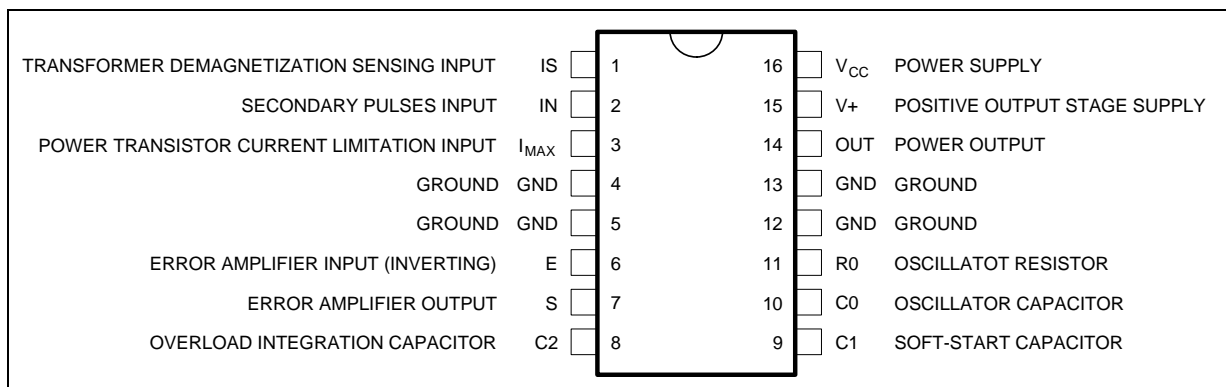 TRANSFORMER DEMAGNETIZATION SENSING INPUT IS 1 16 VCC POWER SUPPLY
SECONDARY PULSES INPUT IN 2 15 V+ POSITIVE OUTPUT STAGE SUPPLY
POWER TRANSISTOR CURRENT LIMITATION INPUT IMAX 3 14 OUT POWER OUTPUT
GROUND GND 4 13 GND GROUND
GROUND GND 5 12 GND GROUND
ERROR AMPLIFIER INPUT (INVERTING) E 6 11 R0 OSCILLATOT RESISTOR
ERROR AMPLIFIER OUTPUT S 7 10 C0 OSCILLATOR CAPACITOR
OVERLOAD INTEGRATION CAPACITOR C2 8 9 C1 SOFT-START CAPACITOR